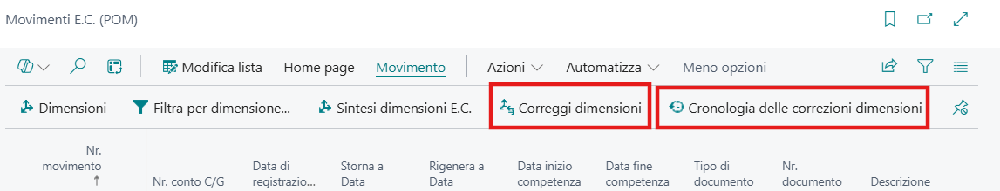 Movimenti E.C. (POM)
Modifica lista Home page Movimento Azioni Automatizza Meno opzioni
Dimensioni Filtra per dimensione... Sintesi dimensioni E.C. Correggi dimensioni Cronologia delle correzioni dimensioni
Nr.
movimento
↑
Nr. conto C/G
Data di
registrazio...
Storna a
Data
Rigenera a
Data
Data inizio
competenza
Data fine
competenza
Tipo di
documento
Nr.
documento
Descrizione